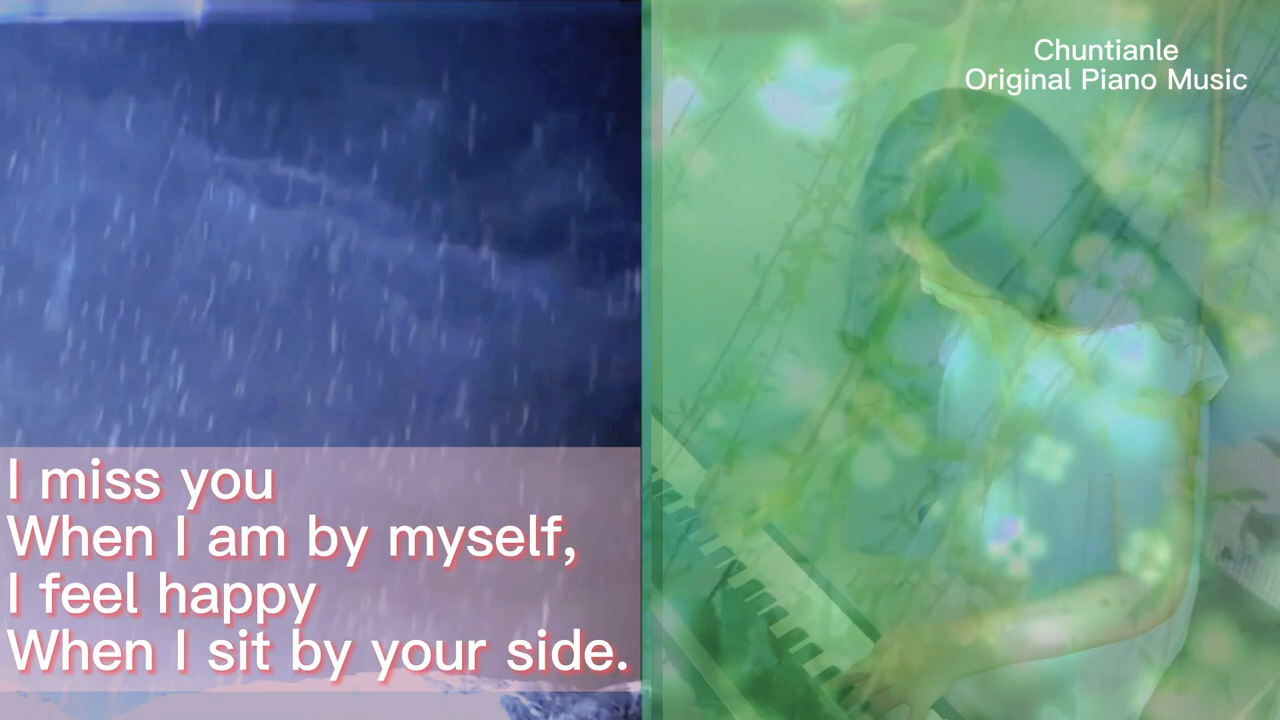 Chuntianle
Original Piano Music
I miss you
When I am by myself,
I feel happy
When I sit by your side.